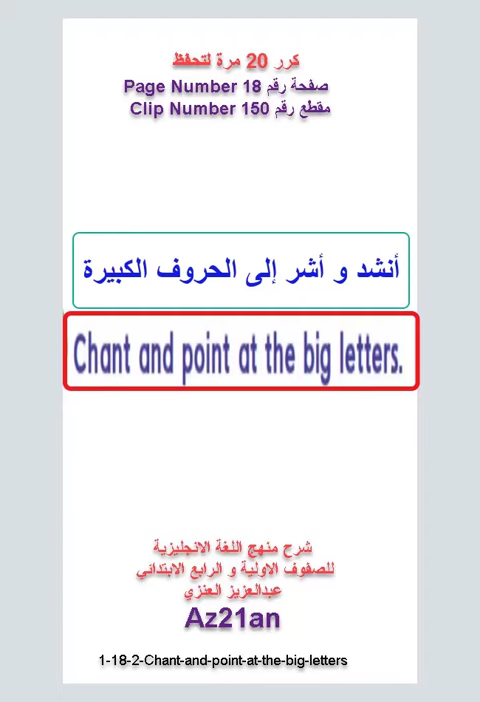 كرر 20 مرة لتحفظ
صفحة رقم Page Number 18
مقطع رقم Clip Number 150
أنشد و أشر إلى الحروف الكبيرة
Chant and point at the big letters.
شرح منهج اللغة الانجليزية
للصفوف الاولية و الرابع الابتدائي
عبدالعزيز العنزي
Az21an
1-18-2-Chant-and-point-at-the-big-letters